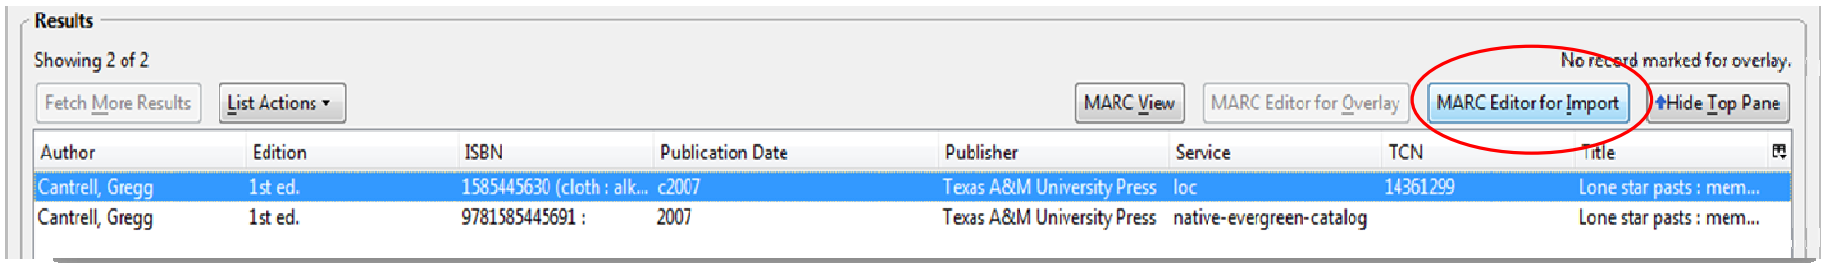 Results
Showing 2 of 2
No record marked for overlay.
Fetch More Results List Actions MARC View MARC Editor for Overlay MARC Editor for Import Hide Top Pane
Author Edition ISBN Publication Date Publisher Service TCN Title
Cantrell, Gregg 1st ed. 1585445630 (cloth : alk... c2007 Texas A&M University Press loc 14361299 Lone star pasts : mem...
Cantrell, Gregg 1st ed. 9781585445691 : 2007 Texas A&M University Press native-evergreen-catalog Lone star pasts : mem...